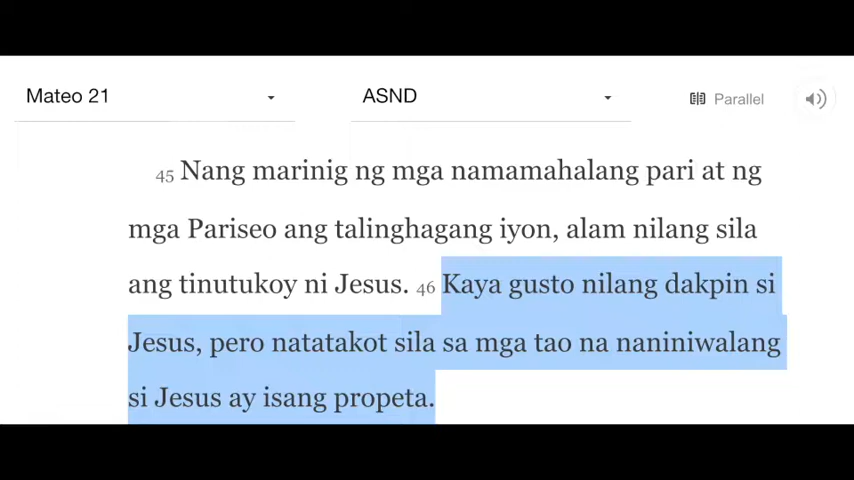 Mateo 21 ASND Parallel
45 Nang marinig ng mga namamahalang pari at ng
mga Pariseo ang talinghagang iyon, alam nilang sila
ang tinutukoy ni Jesus. 46 Kaya gusto nilang dakpin si
Jesus, pero natatakot sila sa mga tao na naniniwalang
si Jesus ay isang propeta.